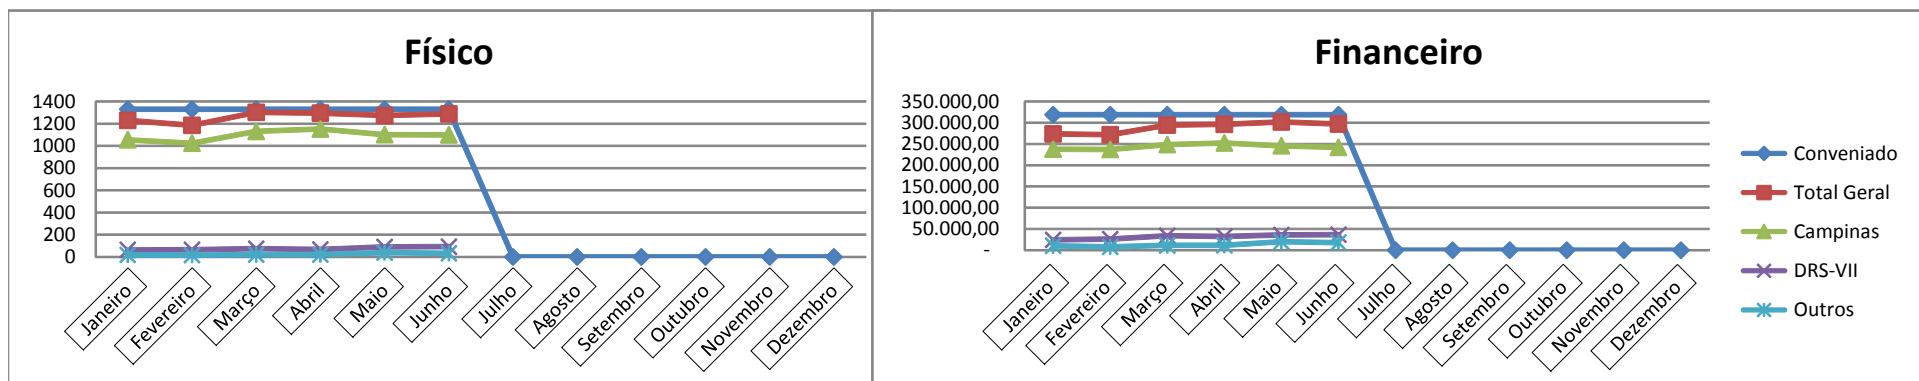 Físico
1400
1200
1000
800
600
400
200
0
Janeiro
Fevereiro
Março
Abril
Maio
Junho
Julho
Agosto
Setembro
Outubro
Novembro
Dezembro
Financeiro
350.000,00
300.000,00
250.000,00
200.000,00
150.000,00
100.000,00
50.000,00
-
Janeiro
Fevereiro
Março
Abril
Maio
Junho
Julho
Agosto
Setembro
Outubro
Novembro
Dezembro
Conveniado
Total Geral
Campinas
DRS-VII
Outros